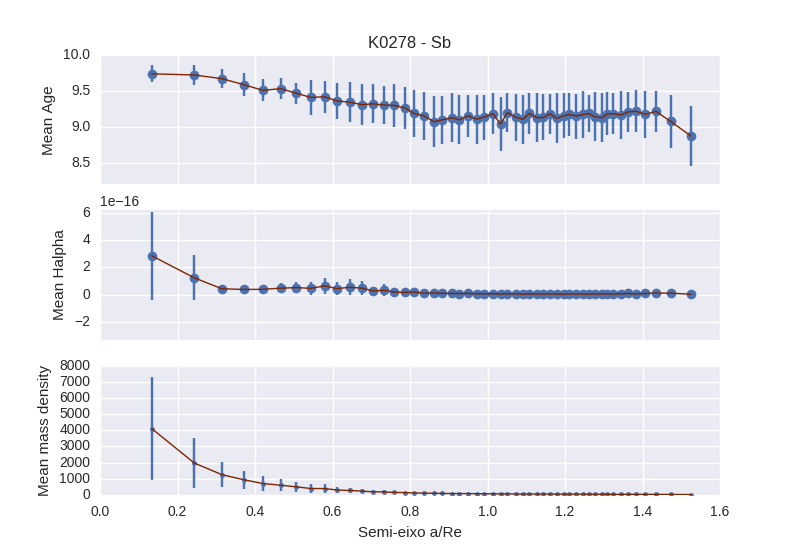 K0278 - Sb
10.0
9.5
9.0
8.5
Mean Age
1e−16
6
4
2
0
−2
Mean Halpha
8000
7000
6000
5000
4000
3000
2000
1000
0
Mean mass density
0.0 0.2 0.4 0.6 0.8 1.0 1.2 1.4 1.6
Semi-eixo a/Re